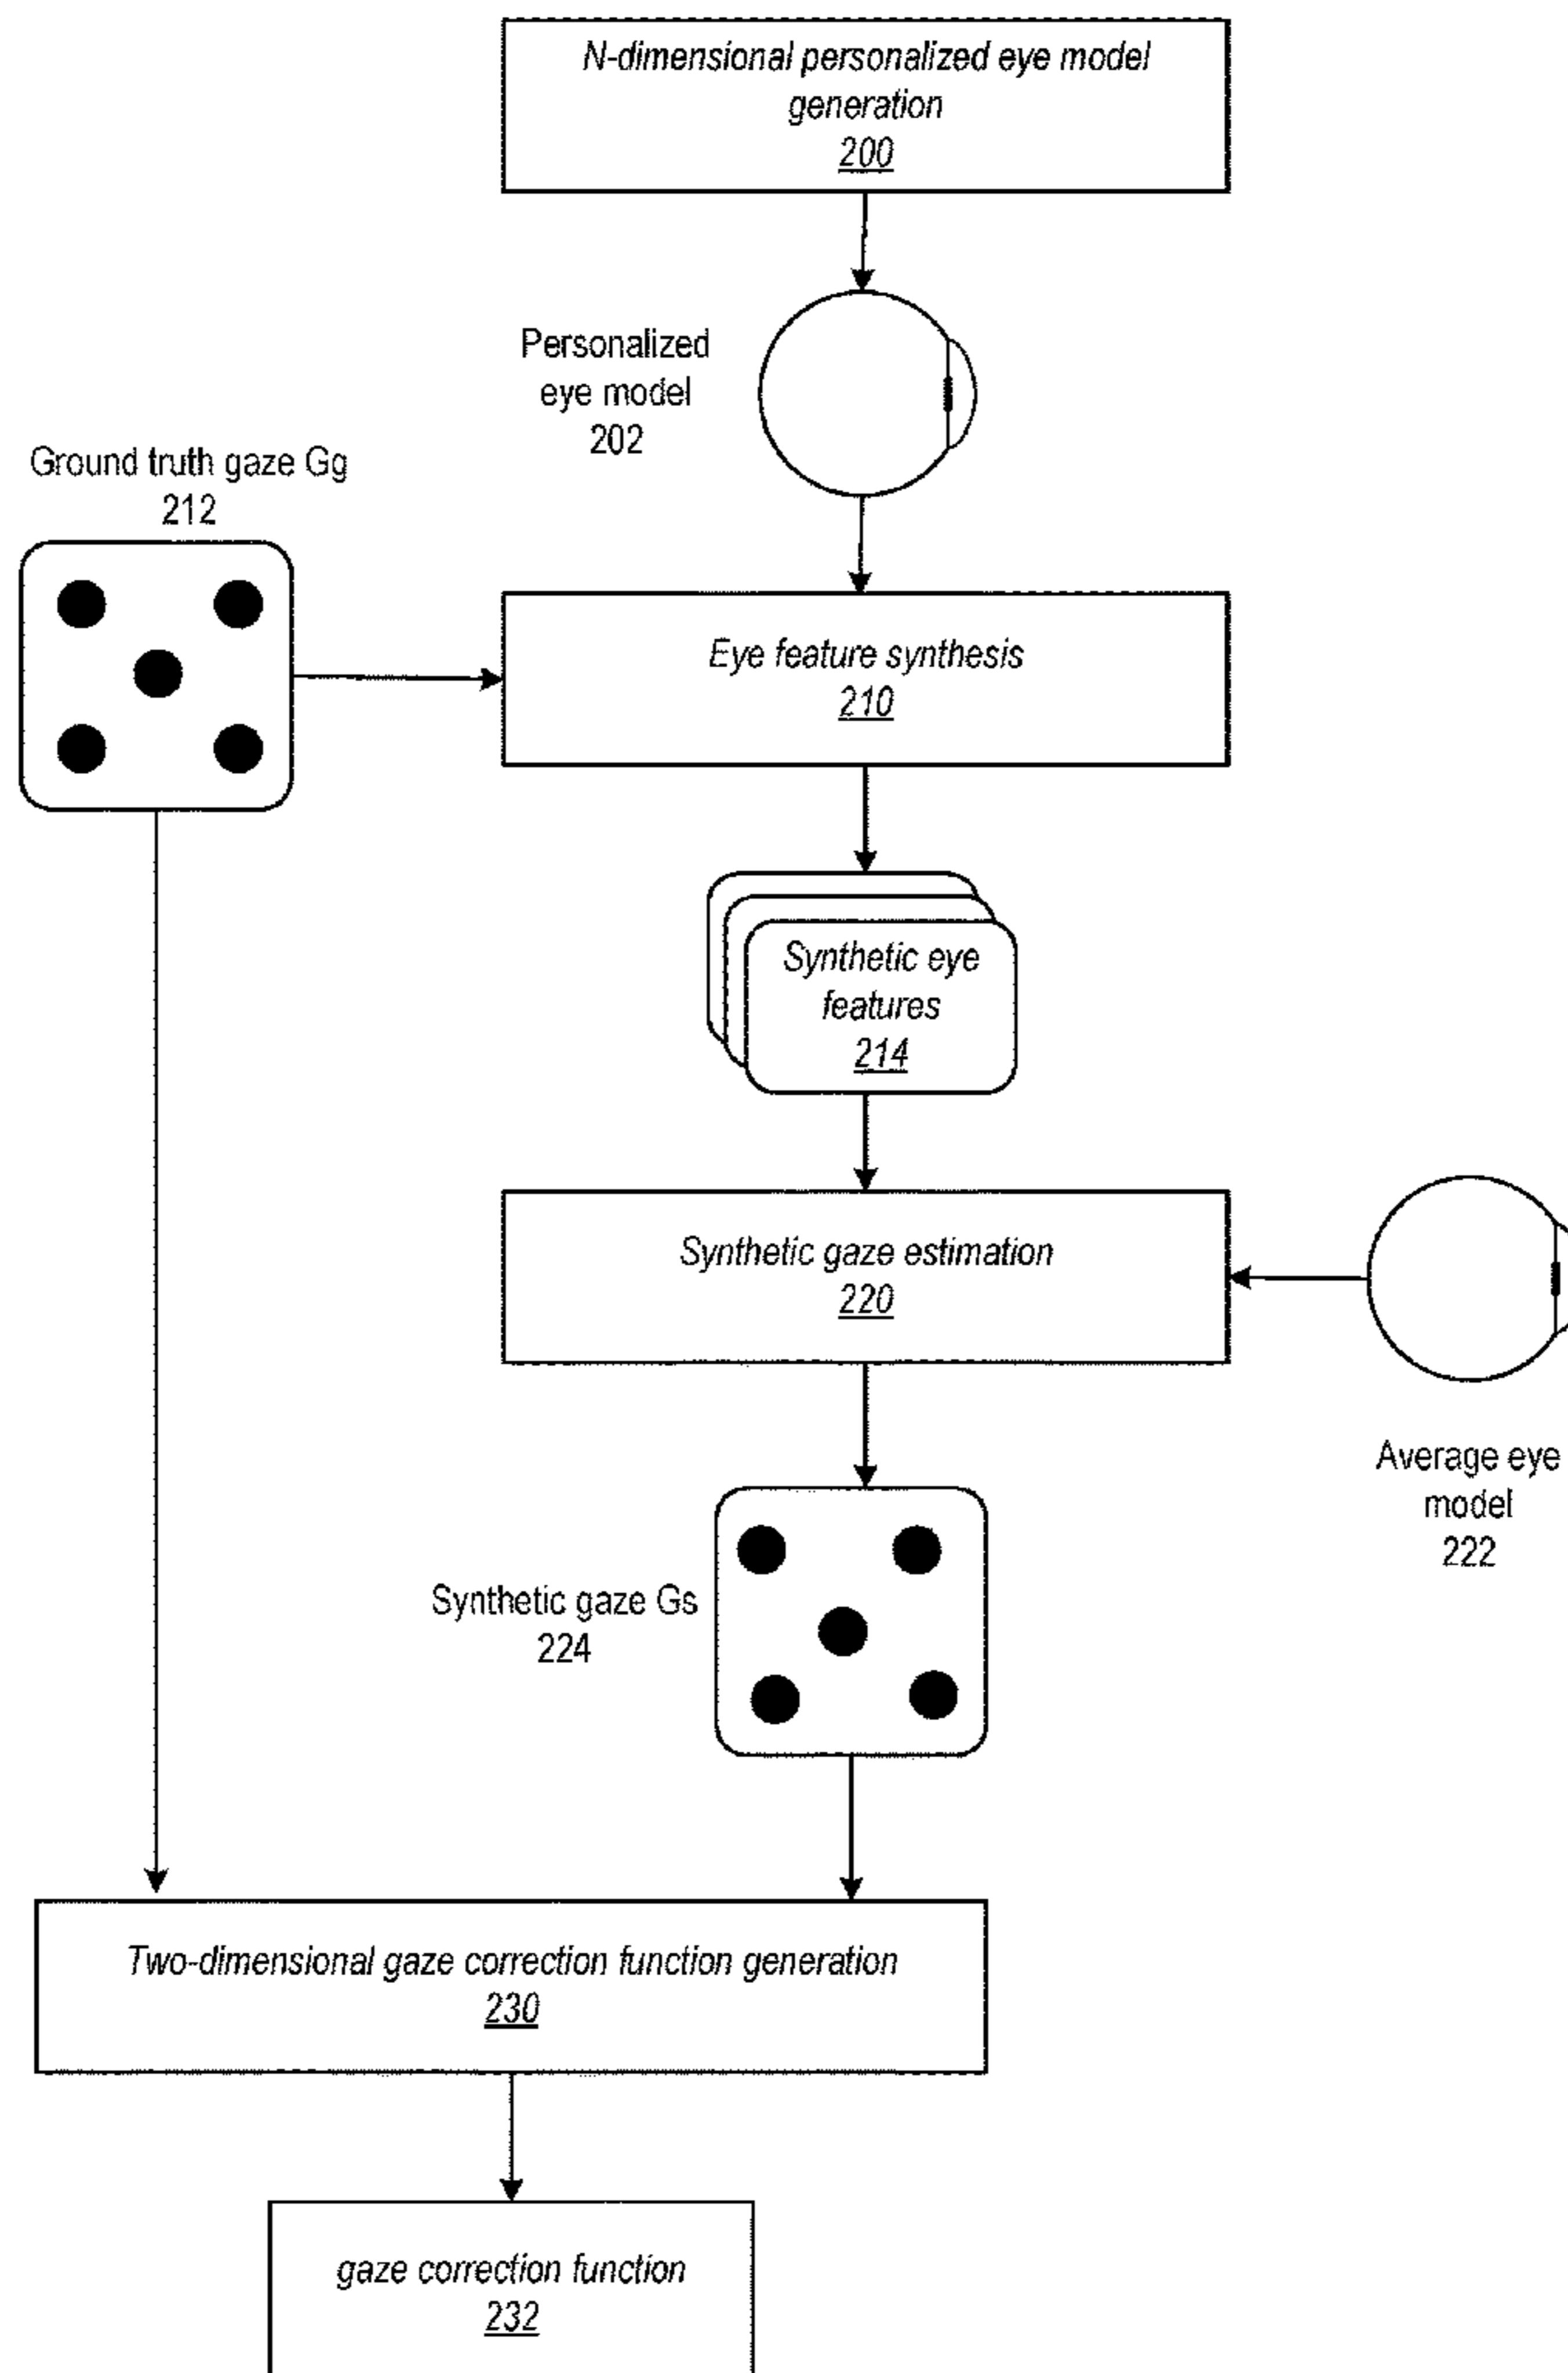 N-dimensional personalized eye model
generation
200
Personalized
eye model
202
Ground truth gaze Gg
212
Eye feature synthesis
210
Synthetic eye
features
214
Synthetic gaze estimation
220
Average eye
model
222
Synthetic gaze Gs
224
Two-dimensional gaze correction function generation
230
gaze correction function
232